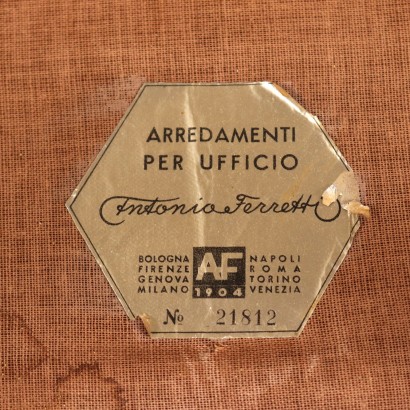 ARREDAMENTI
PER UFFICIO
Antonio Ferretti
BOLOGNA AF NAPOLI
FIRENZE ROMA
GENOVA TORINO
MILANO 1904 VENEZIA
No 21812